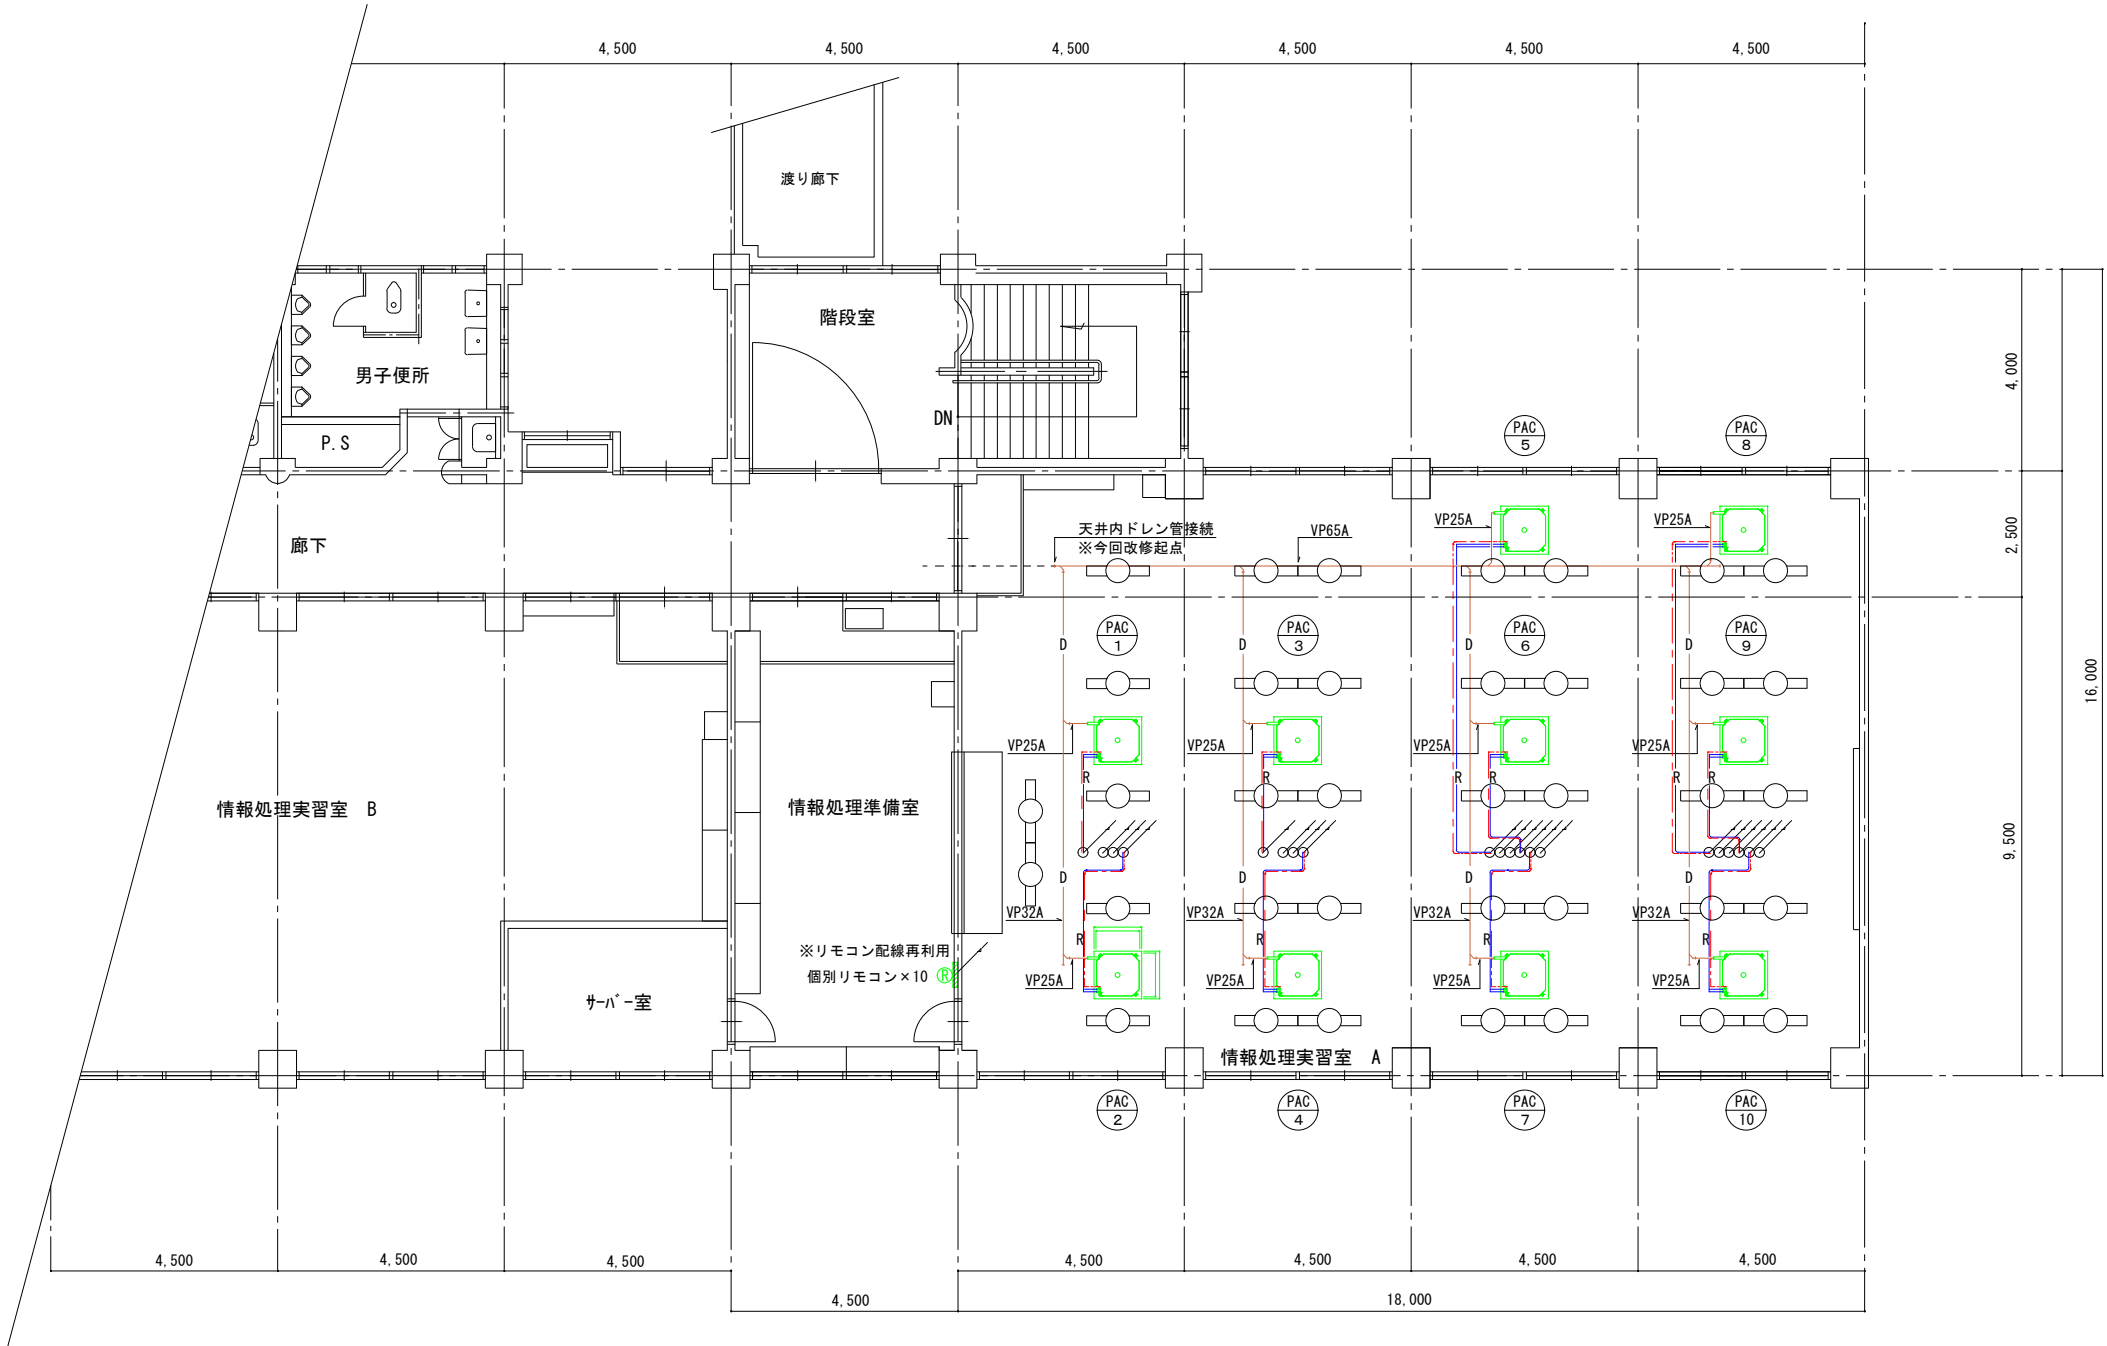 4,500
4,500
4,500
4,500
4,500
4,500
渡り廊下
階段室
男子便所
P.S
DN
4,000
PAC
5
PAC
8
廊下
天井内ドレン管接続
※今回改修起点
VP65A
VP25A
VP25A
2,500
PAC
1
PAC
3
PAC
6
PAC
9
D
D
D
D
16,000
VP25A
VP25A
VP25A
VP25A
R
R
R
R
R
R
情報処理実習室 B
情報処理準備室
9,500
D
D
D
D
VP32A
VP32A
VP32A
VP32A
R
R
R
R
※リモコン配線再利用
個別リモコン×10
R
VP25A
VP25A
VP25A
VP25A
サーバー室
情報処理実習室 A
PAC
2
PAC
4
PAC
7
PAC
10
4,500
4,500
4,500
4,500
4,500
4,500
4,500
4,500
18,000